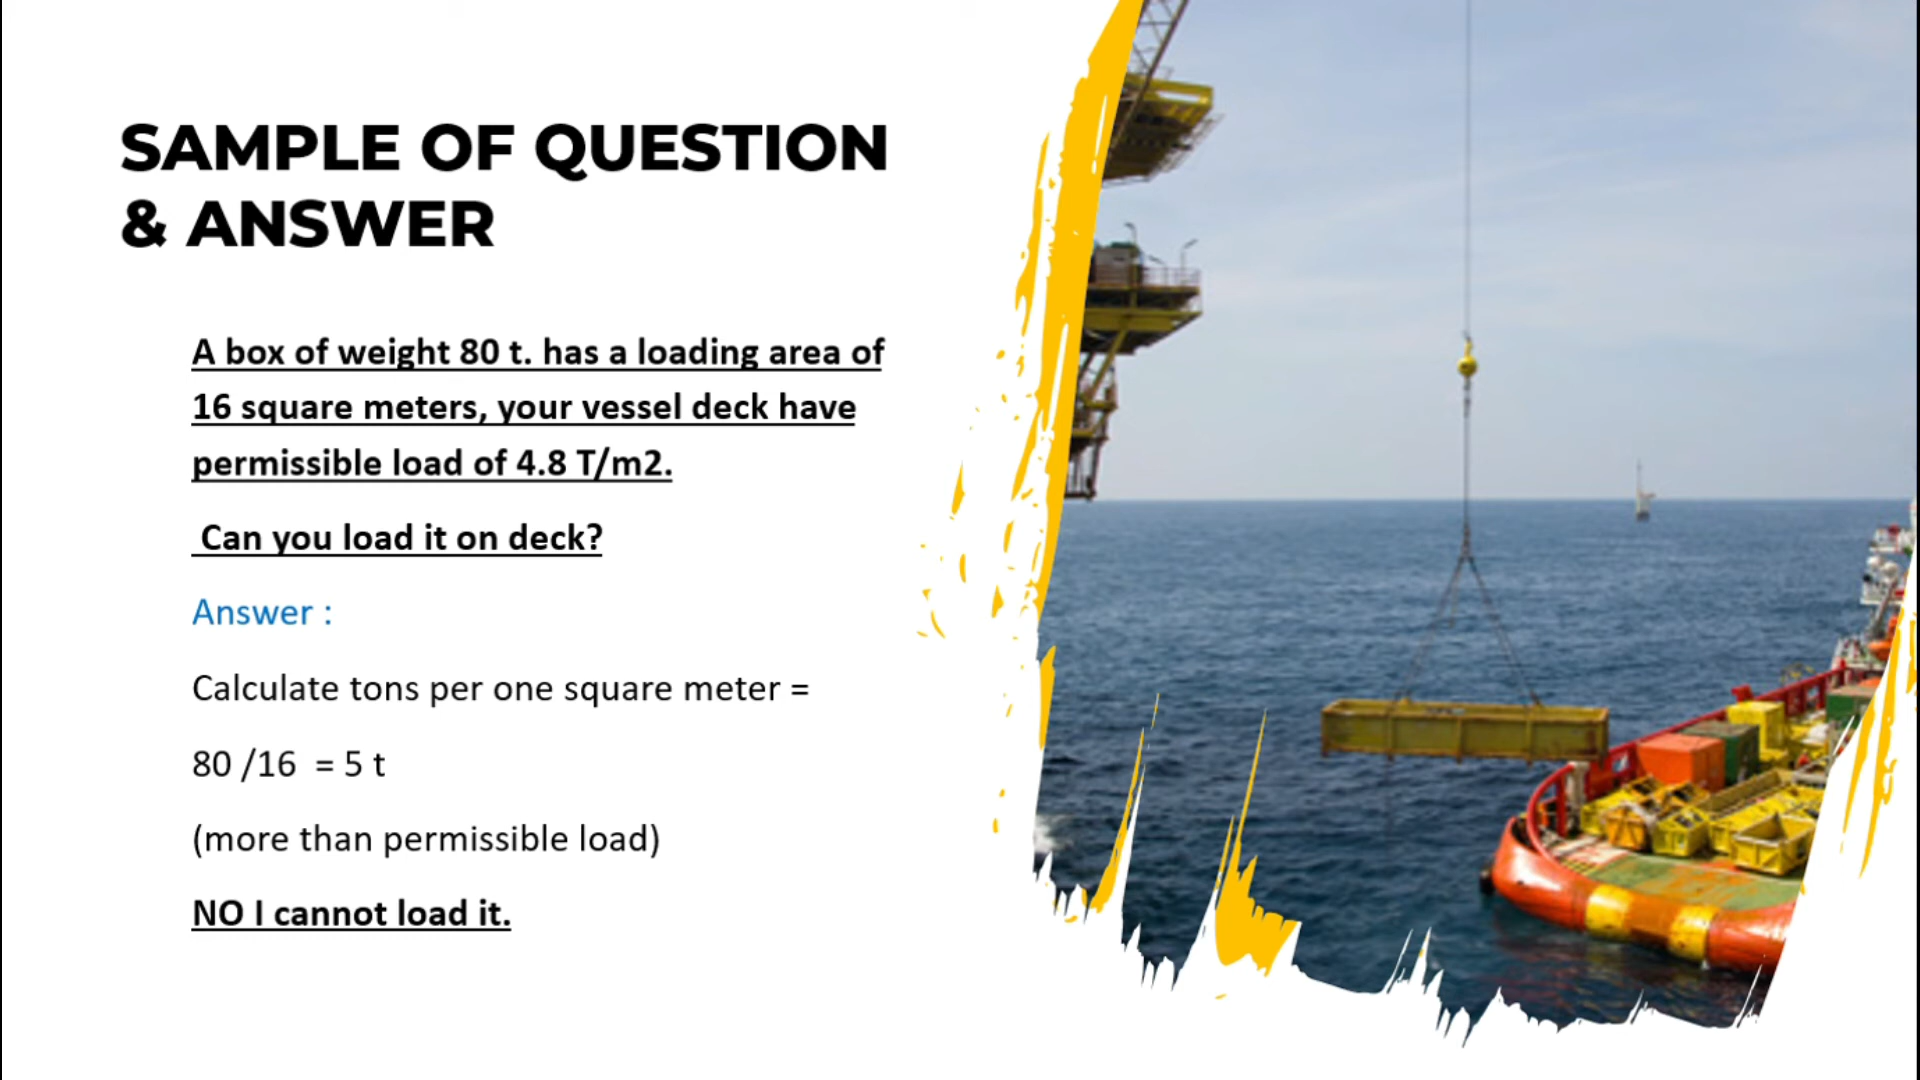 SAMPLE OF QUESTION
& ANSWER
A box of weight 80 t. has a loading area of
16 square meters, your vessel deck have
permissible load of 4.8 T/m2.
Can you load it on deck?
Answer :
Calculate tons per one square meter =
80 /16 = 5 t
(more than permissible load)
NO I cannot load it.